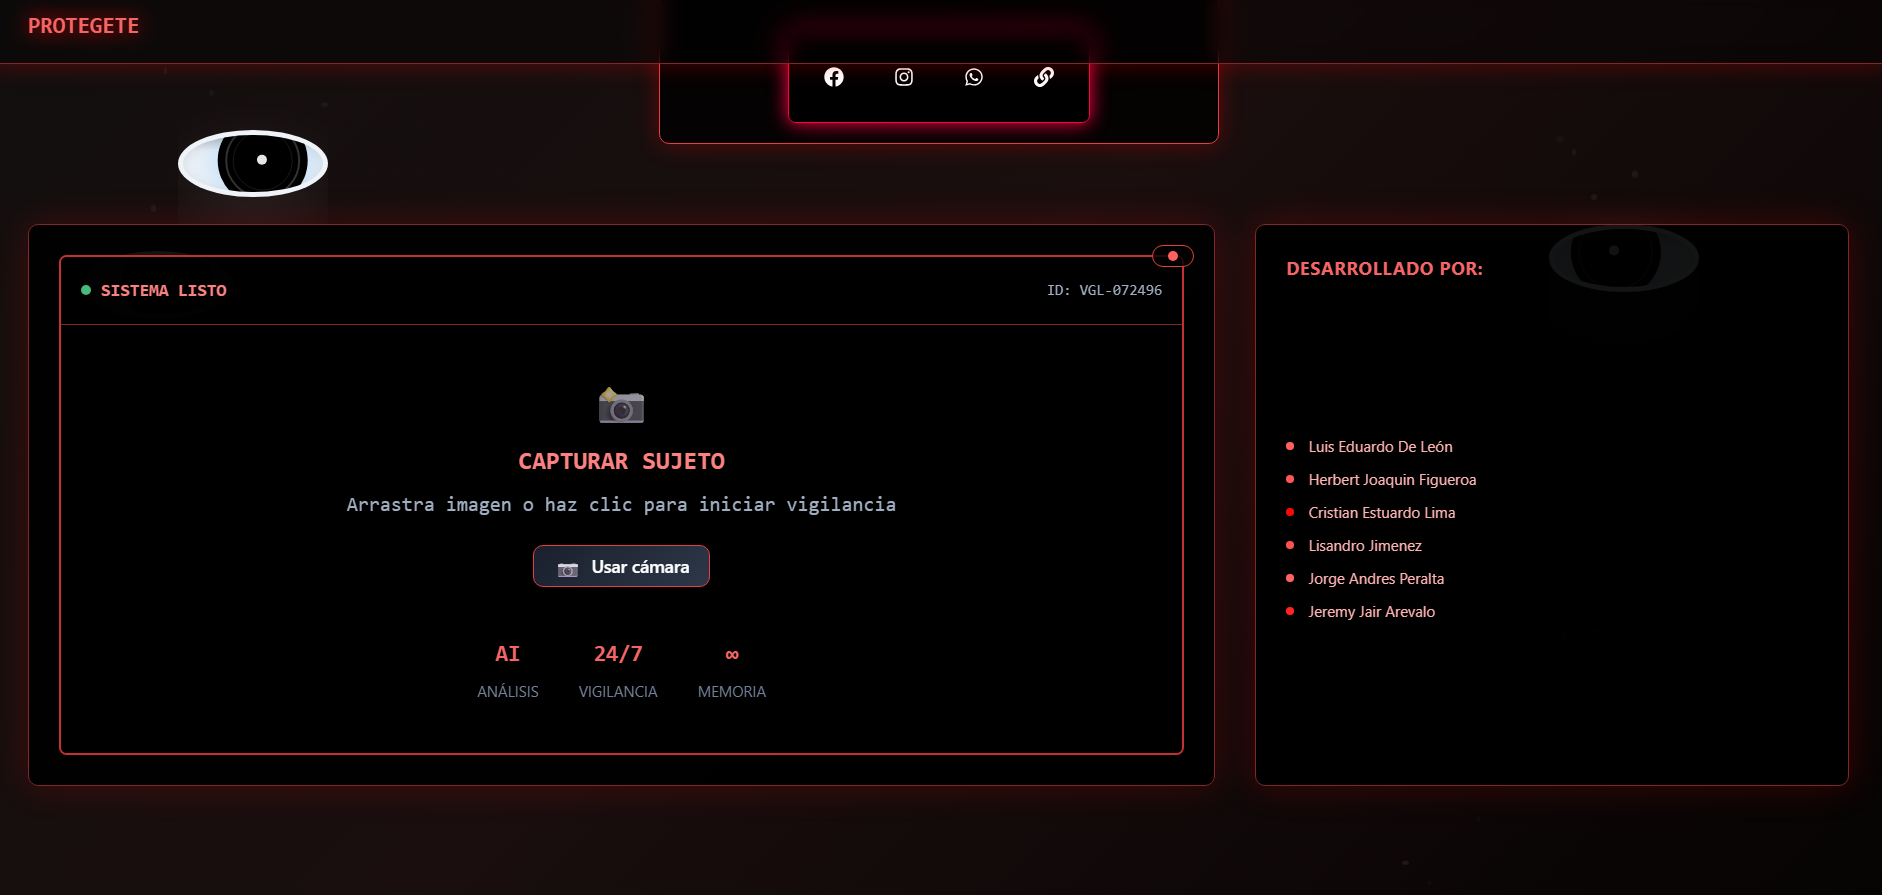 PROTEGETE
SISTEMA LISTO
ID: VGL-072496
CAPTURAR SUJETO
Arrastra imagen o haz clic para iniciar vigilancia
Usar cámara
AI
ANÁLISIS
24/7
VIGILANCIA
∞
MEMORIA
DESARROLLADO POR:
Luis Eduardo De León
Herbert Joaquin Figueroa
Cristian Estuardo Lima
Lisandro Jimenez
Jorge Andres Peralta
Jeremy Jair Arevalo